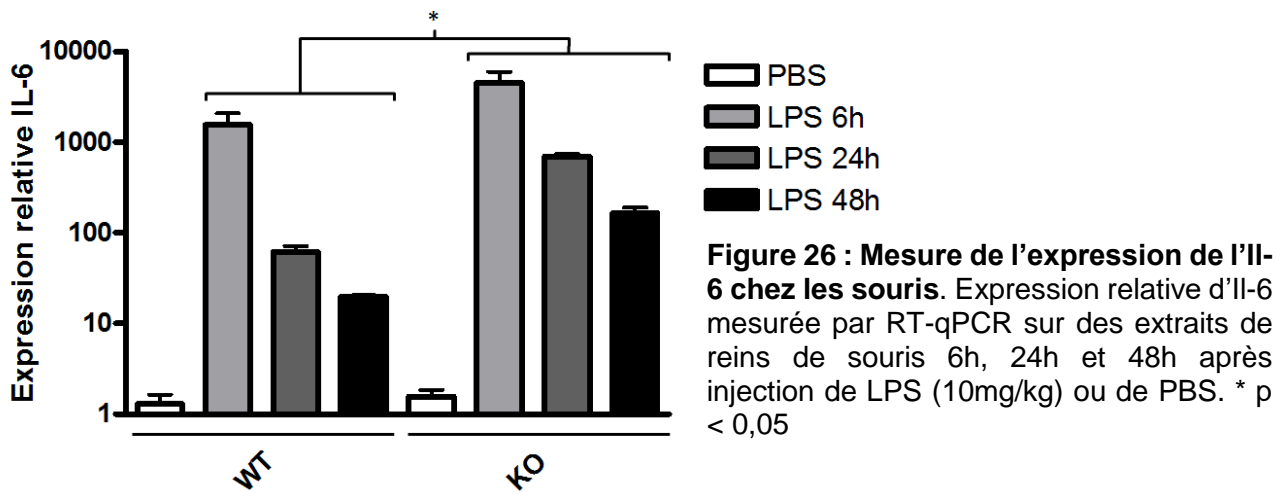 *
Expression relative IL-6
10000
1000
100
10
1
WT
KO
PBS
LPS 6h
LPS 24h
LPS 48h
Figure 26 : Mesure de l’expression de l’Il-
6 chez les souris. Expression relative d’Il-6
mesurée par RT-qPCR sur des extraits de
reins de souris 6h, 24h et 48h après
injection de LPS (10mg/kg) ou de PBS. * p
< 0,05